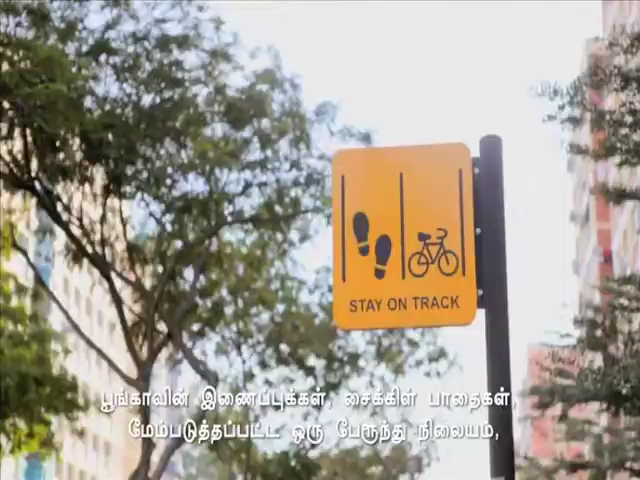 STAY ON TRACK
பூங்காவின் இணைப்புக்கள், சைக்கிள் பாதைகள்,
மேம்படுத்தப்பட்ட ஒரு பேரூந்து நிலையம்,